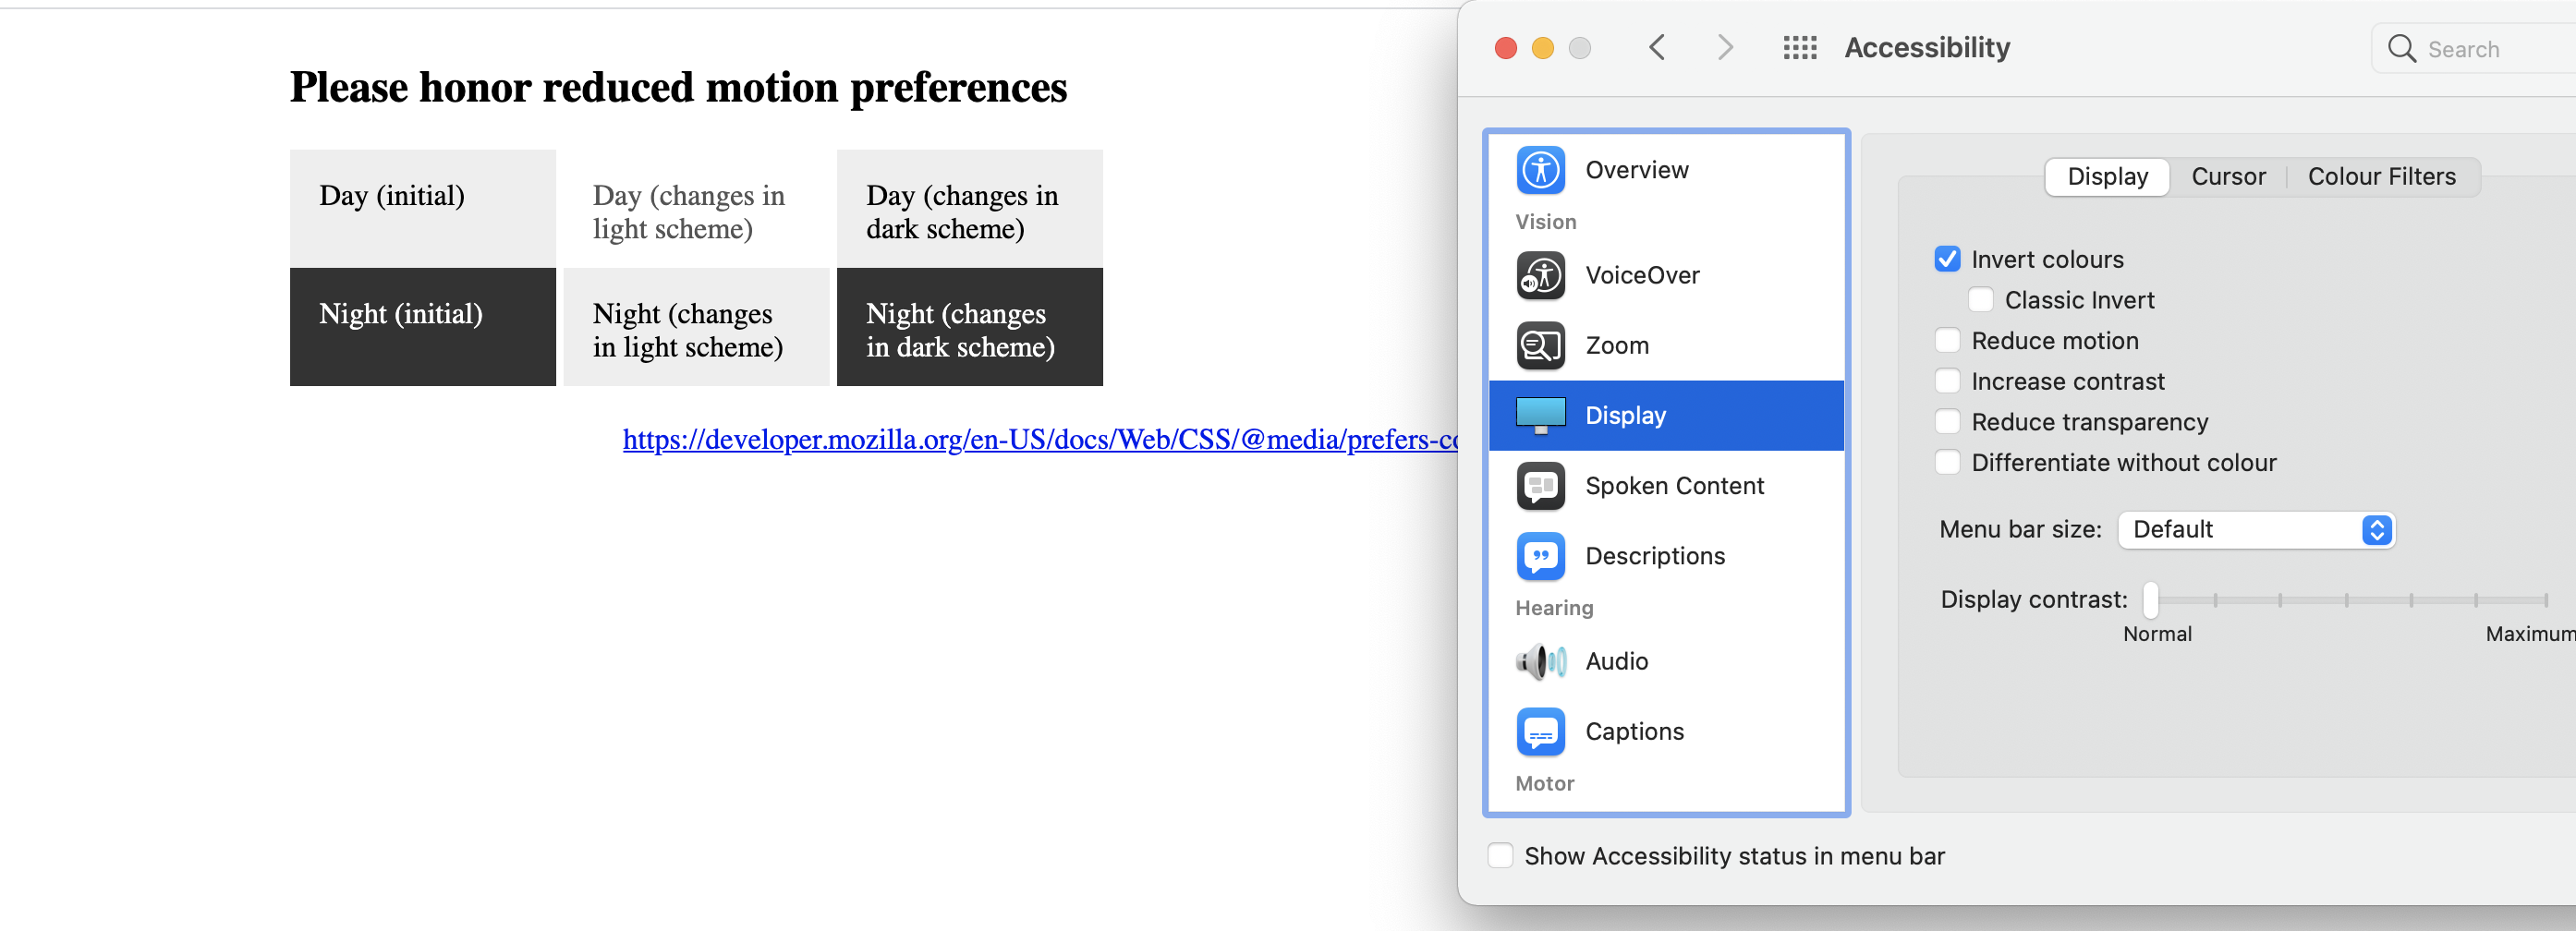 Please honor reduced motion preferences
Day (initial)
Day (changes in
light scheme)
Day (changes in
dark scheme)
Night (initial)
Night (changes
in light scheme)
Night (changes
in dark scheme)
https://developer.mozilla.org/en-US/docs/Web/CSS/@media/prefers-co
Accessibility
Search
Overview
Vision
VoiceOver
Zoom
Display
Spoken Content
Descriptions
Hearing
Audio
Captions
Motor
Display
Cursor
Colour Filters
Invert colours
Classic Invert
Reduce motion
Increase contrast
Reduce transparency
Differentiate without colour
Menu bar size:
Default
Display contrast:
Normal
Maximum
Show Accessibility status in menu bar